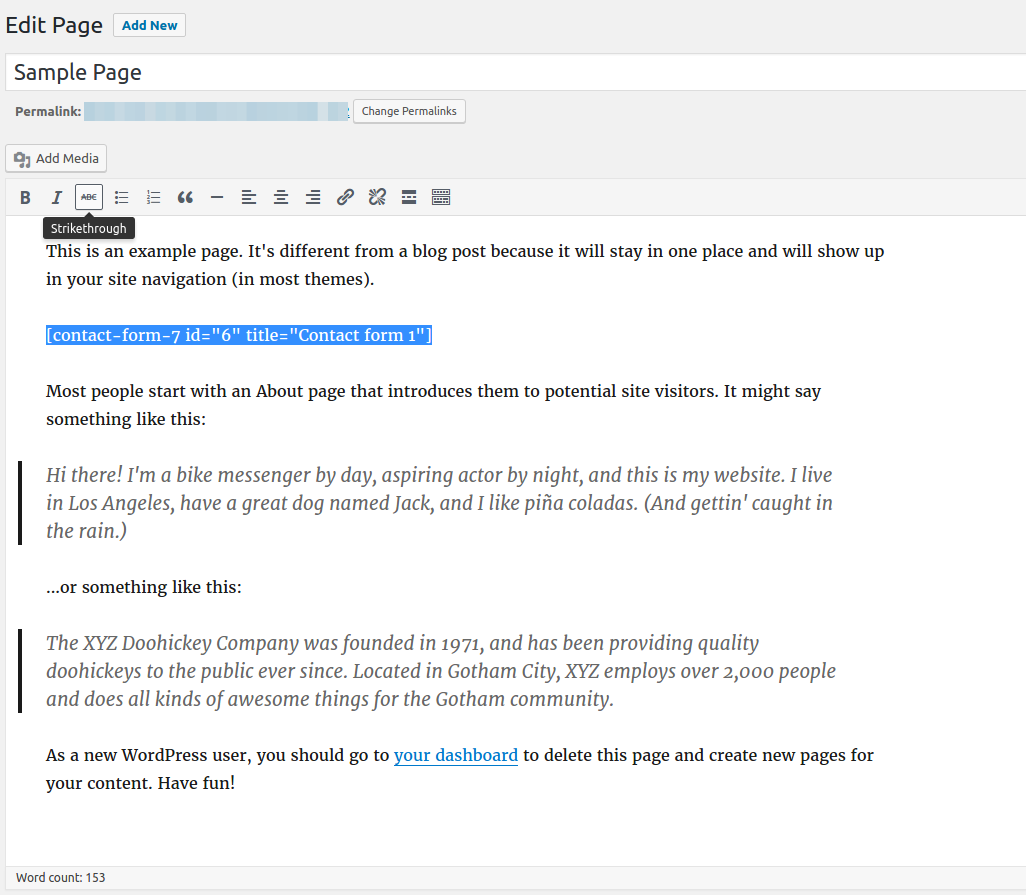 Edit Page Add New
Sample Page
Permalink: Change Permalinks
Add Media
B I ABC
Strikethrough
This is an example page. It's different from a blog post because it will stay in one place and will show up
in your site navigation (in most themes).
[contact-form-7 id="6" title="Contact form 1"]
Most people start with an About page that introduces them to potential site visitors. It might say
something like this:
Hi there! I'm a bike messenger by day, aspiring actor by night, and this is my website. I live
in Los Angeles, have a great dog named Jack, and I like piña coladas. (And gettin' caught in
the rain.)
...or something like this:
The XYZ Doohickey Company was founded in 1971, and has been providing quality
doohickeys to the public ever since. Located in Gotham City, XYZ employs over 2,000 people
and does all kinds of awesome things for the Gotham community.
As a new WordPress user, you should go to your dashboard to delete this page and create new pages for
your content. Have fun!
Word count: 153